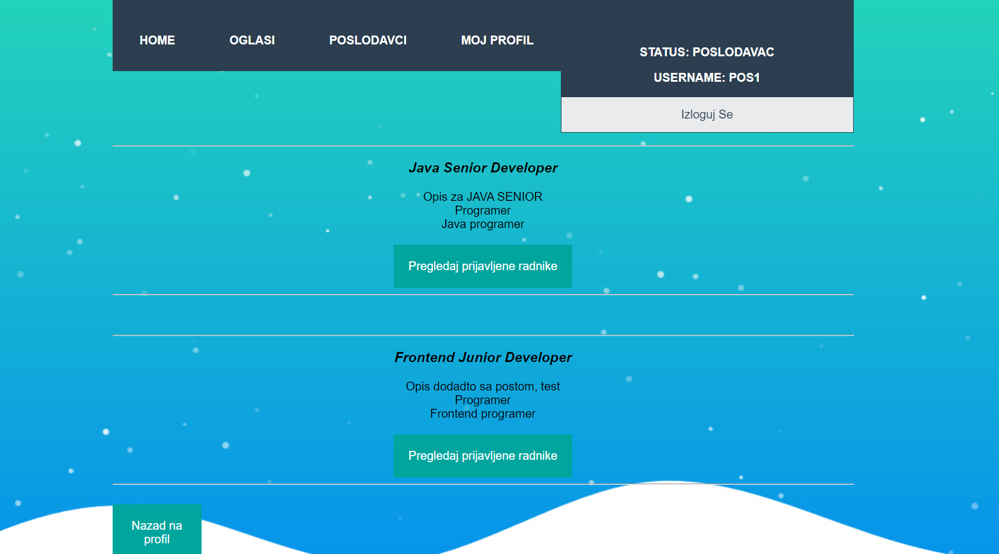 HOME OGLASI POSLODAVCI MOJ PROFIL
STATUS: POSLODAVAC
USERNAME: POS1
Izloguj Se
Java Senior Developer
Opis za JAVA SENIOR
Programer
Java programer
Pregledaj prijavljene radnike
Frontend Junior Developer
Opis dodadto sa postom, test
Programer
Frontend programer
Pregledaj prijavljene radnike
Nazad na
profil